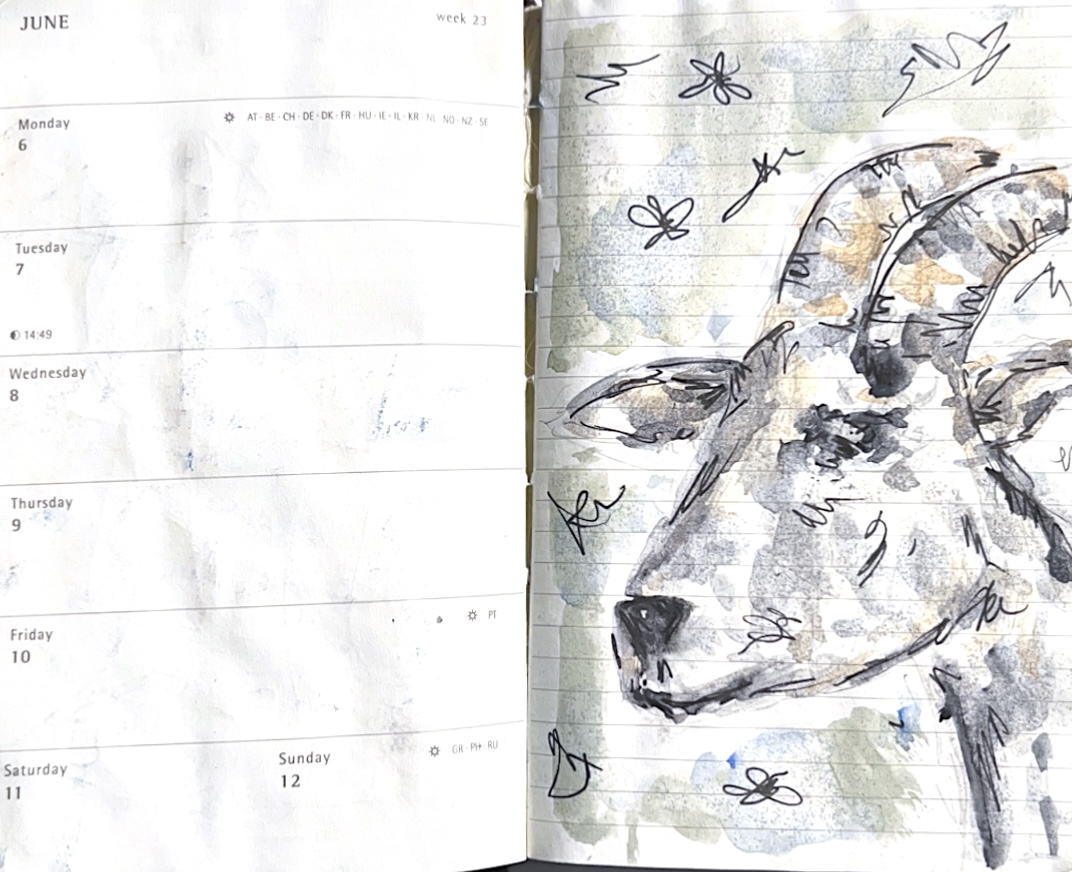 JUNE
week 23
Monday
6
AT · BE · CH · DE · DK · FR · HU · IE · IL · KR · NL · NO · NZ · SE
Tuesday
7
14:49
Wednesday
8
Thursday
9
Friday
10
PT
Saturday
11
Sunday
12
GR · PH · RU